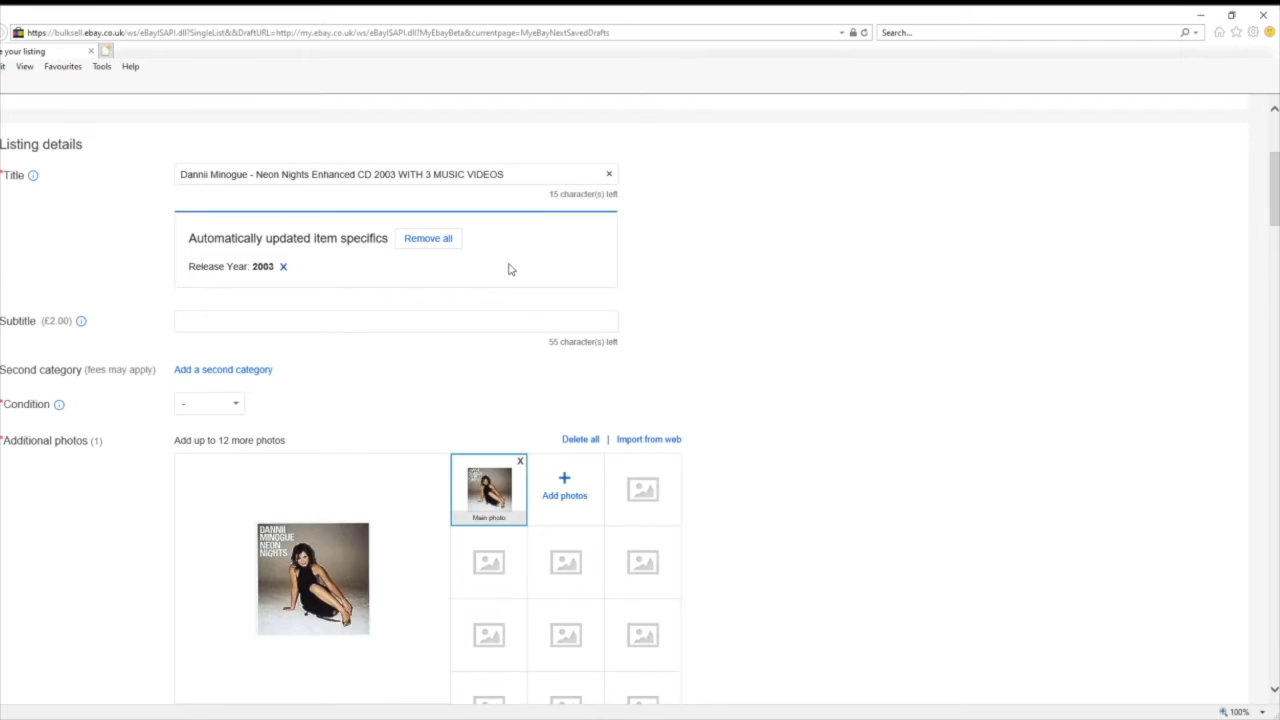 https://bulksell.ebay.co.uk/ws/eBayISAPI.dll?SingleList&&DraftURL=http://my.ebay.co.uk/ws/eBayISAPI.dll?MyEbayBeta&currentpage=MyeBayNextSavedDrafts
Search...
e your listing
it View Favourites Tools Help
Listing details
*Title
Dannii Minogue - Neon Nights Enhanced CD 2003 WITH 3 MUSIC VIDEOS
15 character(s) left
Automatically updated item specifics Remove all
Release Year: 2003 X
Subtitle (£2.00)
55 character(s) left
Second category (fees may apply) Add a second category
*Condition -
*Additional photos (1) Add up to 12 more photos Delete all | Import from web
X
Add photos
Main photo
DANNII
MINOGUE
NEON
NIGHTS
100%